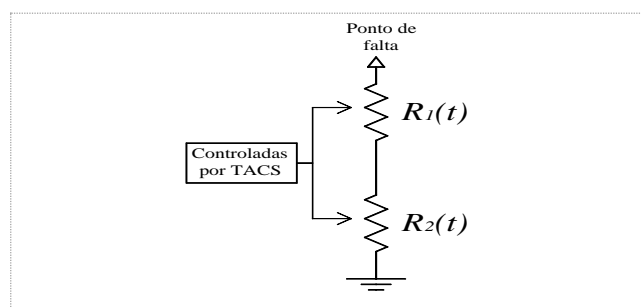 Ponto de
falta
R1(t)
Controladas
por TACS
R2(t)